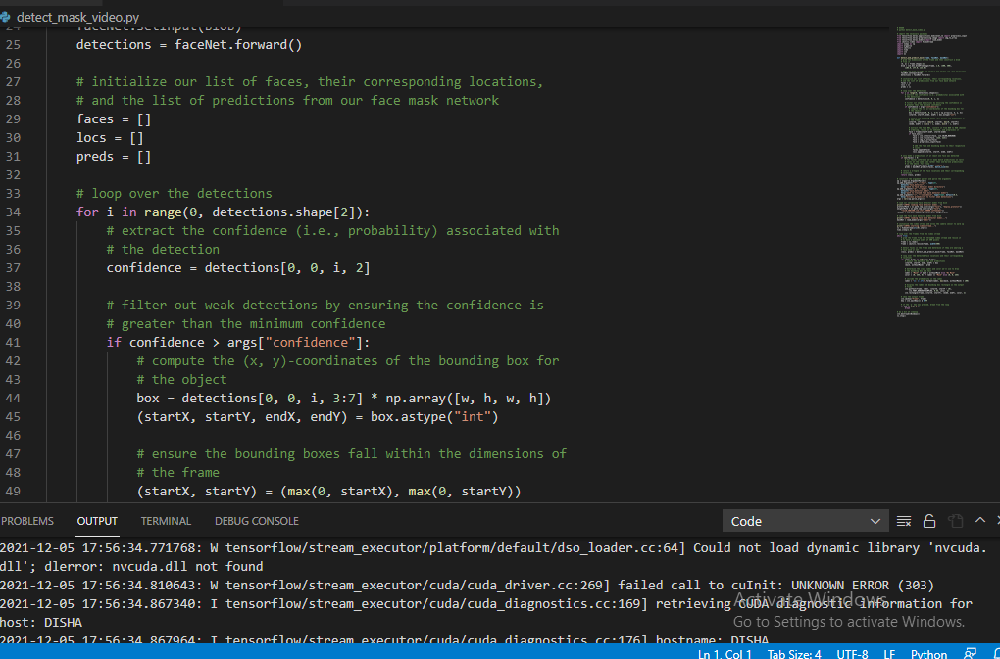 detect_mask_video.py
24 faceNet.setInput(blob)
25 detections = faceNet.forward()
26
27 # initialize our list of faces, their corresponding locations,
28 # and the list of predictions from our face mask network
29 faces = []
30 locs = []
31 preds = []
32
33 # loop over the detections
34 for i in range(0, detections.shape[2]):
35 # extract the confidence (i.e., probability) associated with
36 # the detection
37 confidence = detections[0, 0, i, 2]
38
39 # filter out weak detections by ensuring the confidence is
40 # greater than the minimum confidence
41 if confidence > args["confidence"]:
42 # compute the (x, y)-coordinates of the bounding box for
43 # the object
44 box = detections[0, 0, i, 3:7] * np.array([w, h, w, h])
45 (startX, startY, endX, endY) = box.astype("int")
46
47 # ensure the bounding boxes fall within the dimensions of
48 # the frame
49 (startX, startY) = (max(0, startX), max(0, startY))
PROBLEMS OUTPUT TERMINAL DEBUG CONSOLE Code
2021-12-05 17:56:34.771768: W tensorflow/stream_executor/platform/default/dso_loader.cc:64] Could not load dynamic library 'nvcuda.
dll'; dlerror: nvcuda.dll not found
2021-12-05 17:56:34.810643: W tensorflow/stream_executor/cuda/cuda_driver.cc:269] failed call to cuInit: UNKNOWN ERROR (303)
2021-12-05 17:56:34.867340: I tensorflow/stream_executor/cuda/cuda_diagnostics.cc:169] retrieving CUDA diagnostic information for
host: DISHA
2021-12-05 17:56:34.867964: I tensorflow/stream_executor/cuda/cuda_diagnostics.cc:176] hostname: DISHA
Activate Windows
Go to Settings to activate Windows.
Ln 1, Col 1 Tab Size: 4 UTF-8 LF Python